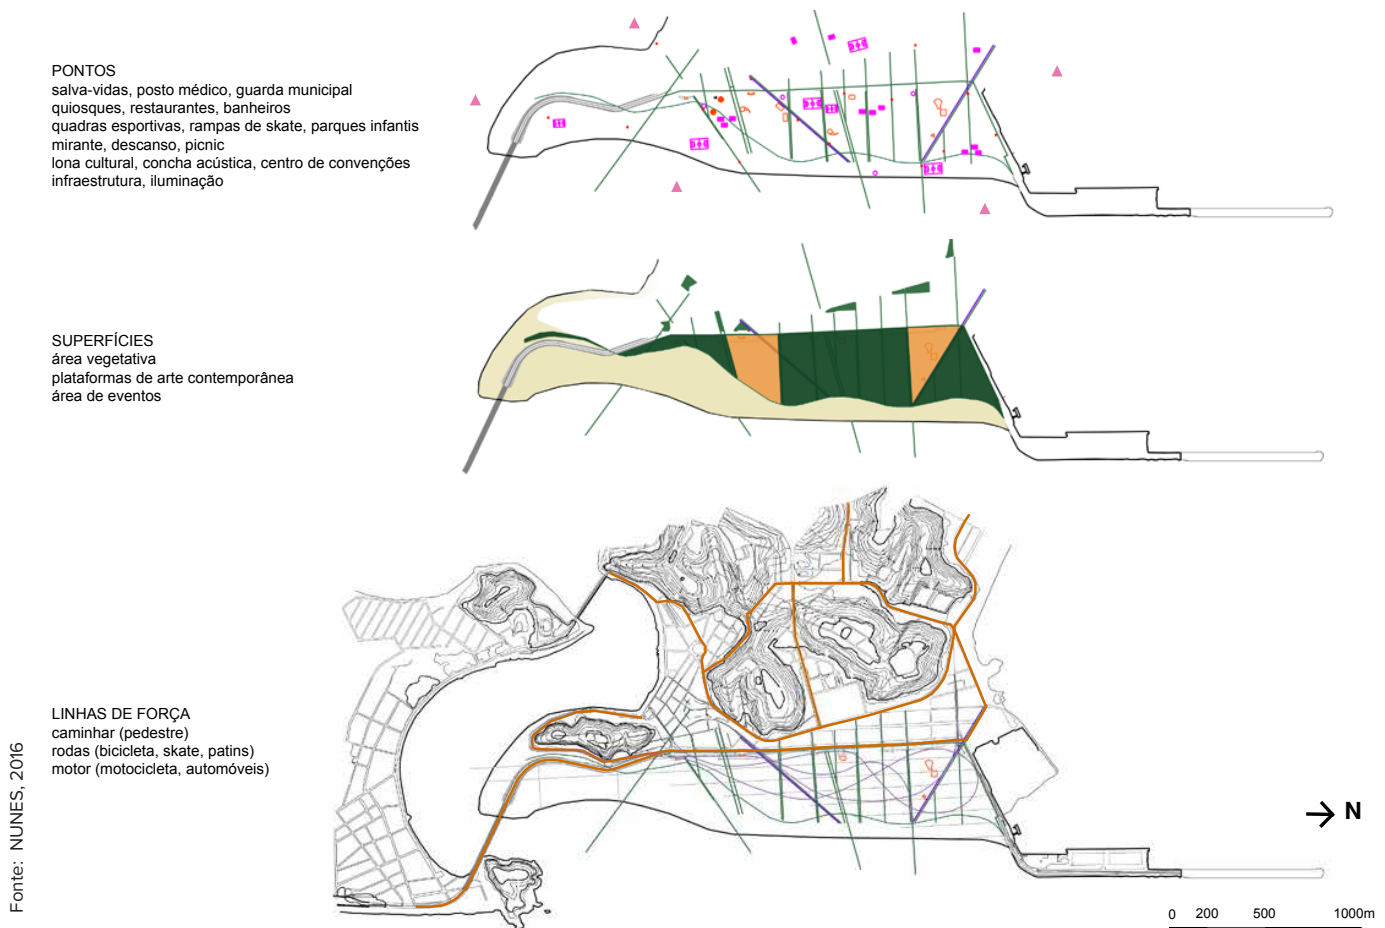 PONTOS
salva-vidas, posto médico, guarda municipal
quiosques, restaurantes, banheiros
quadras esportivas, rampas de skate, parques infantis
mirante, descanso, picnic
lona cultural, concha acústica, centro de convenções
infraestrutura, iluminação
SUPERFÍCIES
área vegetativa
plataformas de arte contemporânea
área de eventos
LINHAS DE FORÇA
caminhar (pedestre)
rodas (bicicleta, skate, patins)
motor (motocicleta, automóveis)
Fonte: NUNES, 2016
N
0 200 500 1000m